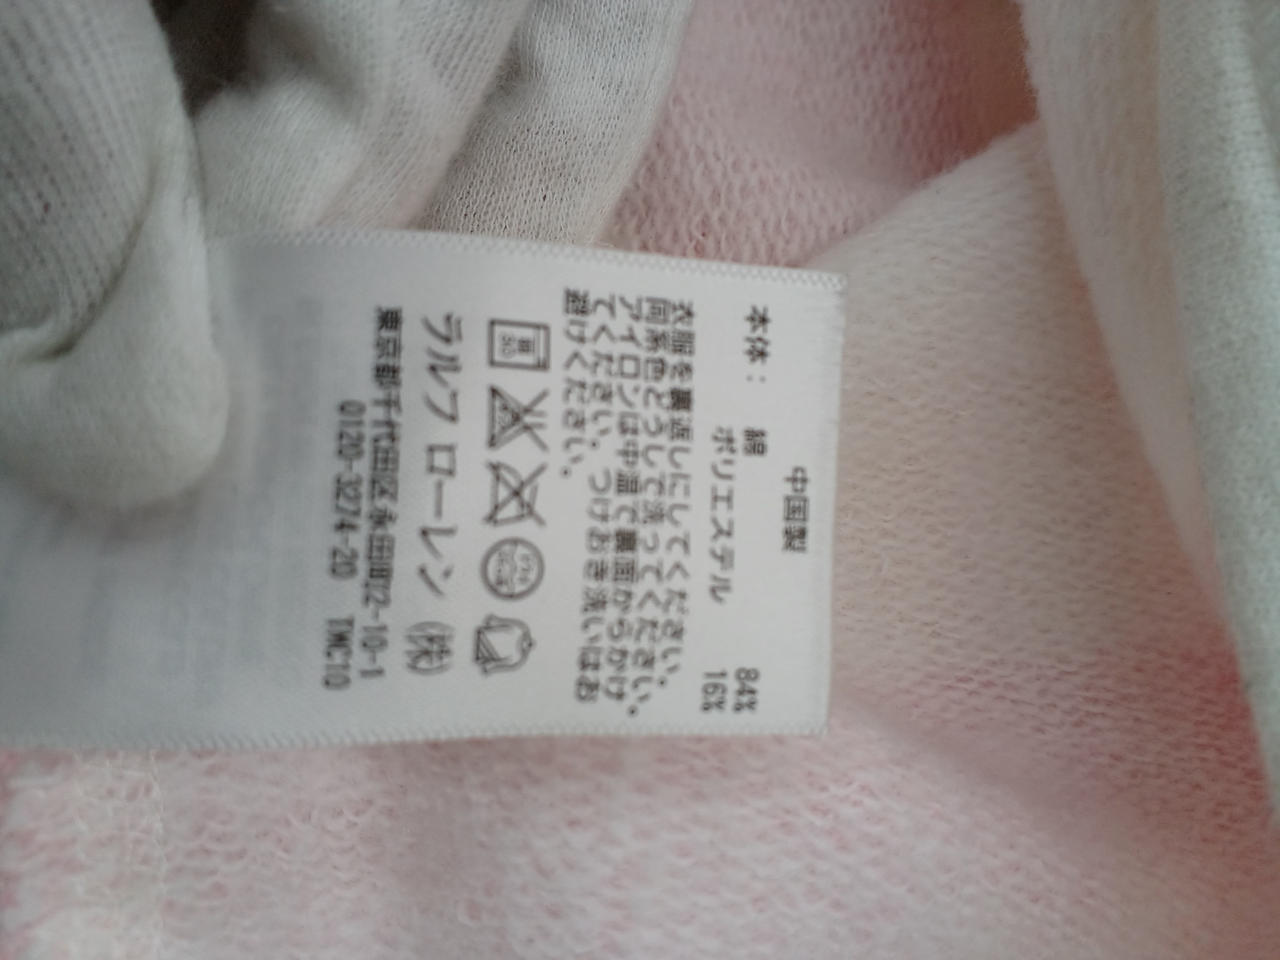 中国製
本体： 綿 84%
ポリエステル 16%
衣服を裏返しにしてください。
同系色どうしで洗ってください。
アイロンは中温で裏面からかけ
てください。つけおき洗いはお
避けください。
ラルフ ローレン (株)
東京都千代田区永田町2-10-1
0120-3274-20 TMC10